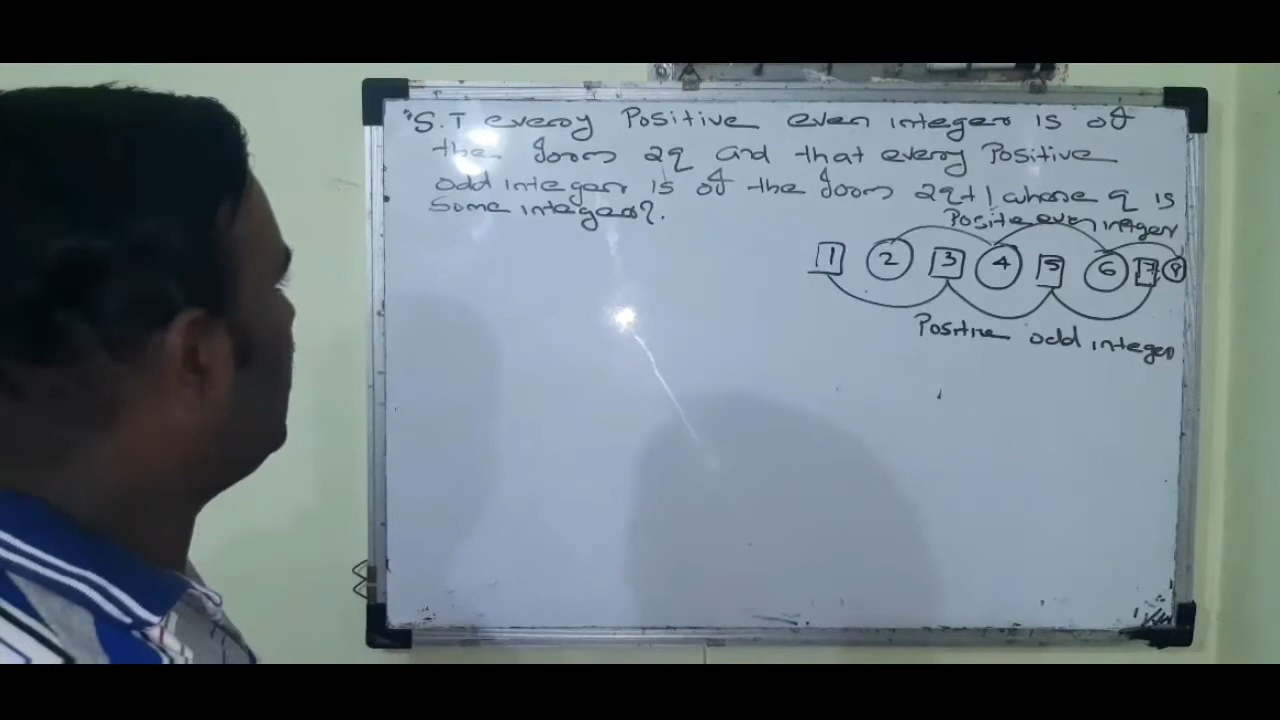 "S.T every Positive even integer is of
the form 2q and that every Positive
odd integer is of the form 2q+1 where q is
Some integer?.
Posite even integer
1 2 3 4 5 6 7 8
Positive odd integer